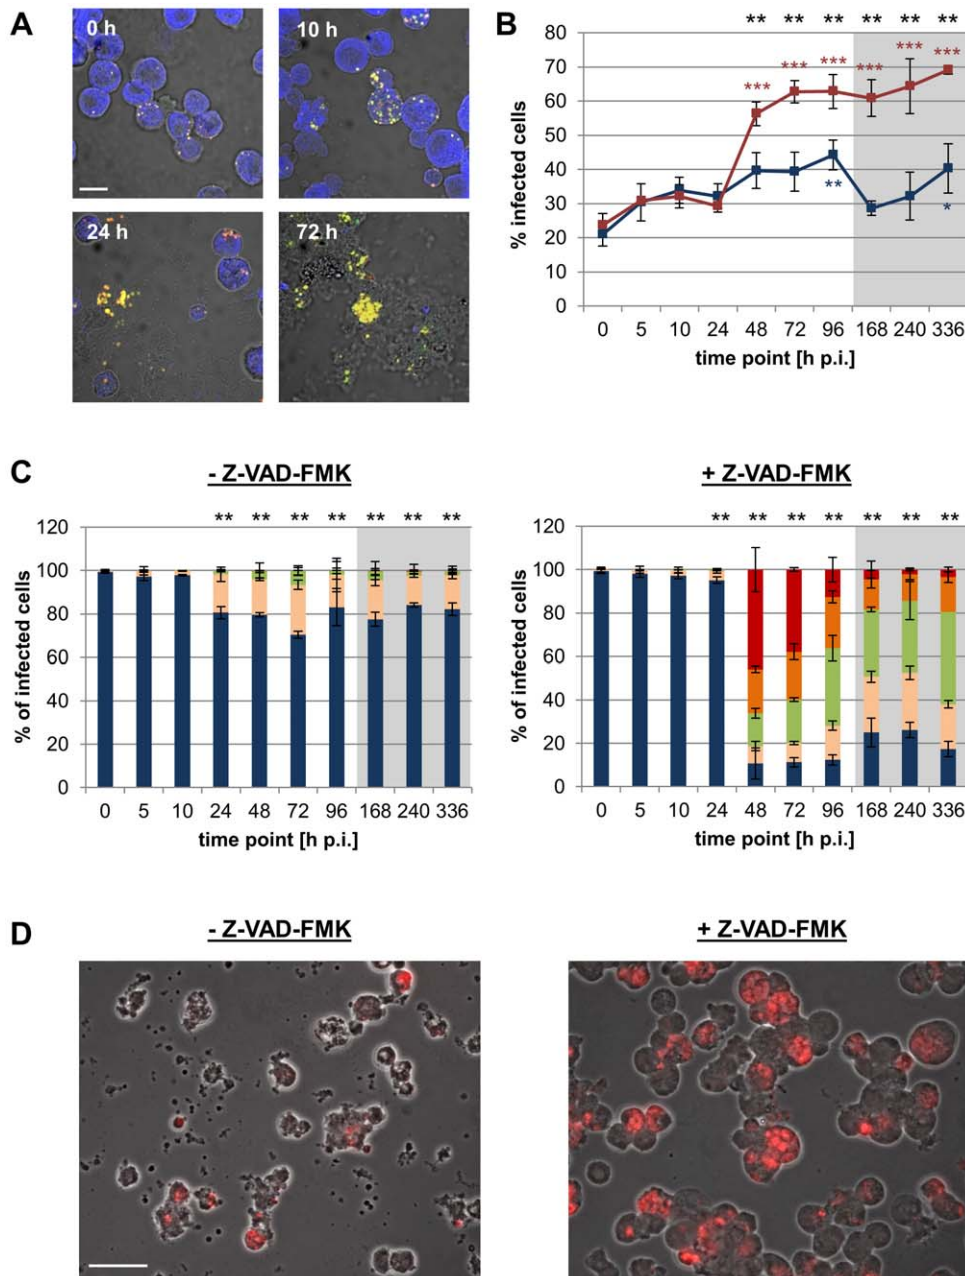 A
0 h
10 h
24 h
72 h
B
** ** ** ** ** **
*** *** *** *** *** ***
** *
% infected cells
80
70
60
50
40
30
20
10
0
0 5 10 24 48 72 96 168 240 336
time point [h p.i.]
C
- Z-VAD-FMK
** ** ** ** ** ** **
% of infected cells
120
100
80
60
40
20
0
0 5 10 24 48 72 96 168 240 336
time point [h p.i.]
+ Z-VAD-FMK
** ** ** ** ** ** **
% of infected cells
120
100
80
60
40
20
0
0 5 10 24 48 72 96 168 240 336
time point [h p.i.]
D
- Z-VAD-FMK
+ Z-VAD-FMK